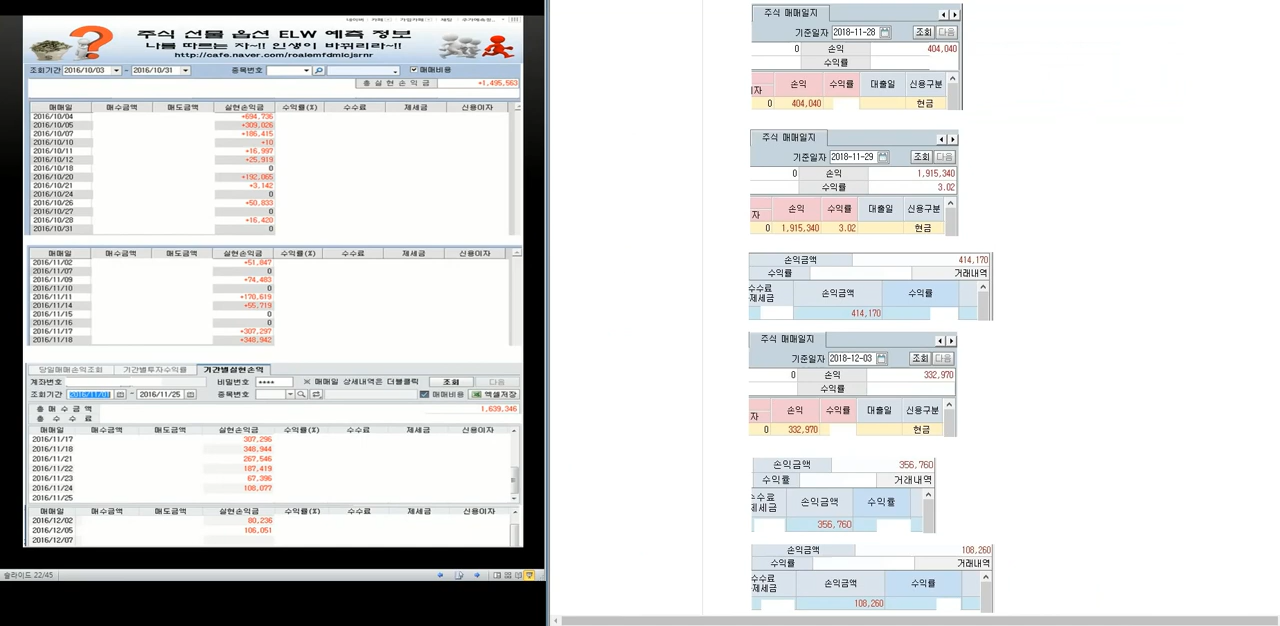 주식 선물 옵션 ELW 예측 정보
나를 따르는 자~!! 인생이 바뀌리라~!!
조회기간 2016/10/03 - 2016/10/31 종목번호 매매비용
총실현손익금 +1,495,563
매매일 매수금액 매도금액 실현손익금 수익률(%) 수수료 제세금 신용이자
2016/10/04 +694,736
2016/10/05 +309,026
2016/10/07 +186,415
2016/10/10 +10
2016/10/11 +16,997
2016/10/12 +25,919
2016/10/18 0
2016/10/20 +192,065
2016/10/21 +3,142
2016/10/24 0
2016/10/26 +50,833
2016/10/27 0
2016/10/28 +16,420
2016/10/31 0
매매일 매수금액 매도금액 실현손익금 수익률(%) 수수료 제세금 신용이자
2016/11/02 +51,847
2016/11/07 0
2016/11/09 +74,483
2016/11/10 0
2016/11/11 +170,619
2016/11/14 +55,719
2016/11/15 0
2016/11/16 0
2016/11/17 +307,297
2016/11/18 +348,942
당일매매손익조회 기간별투자수익률 기간별실현손익
계좌번호 비밀번호 **** ※ 매매일 상세내역은 더블클릭 조회 다음
조회기간 2016/11/01 - 2016/11/25 종목번호 매매비용 엑셀저장
총매수금액 1,639,346
총수수료
매매일 매수금액 매도금액 실현손익금 수익률(%) 수수료 제세금 신용이자
2016/11/17 307,296
2016/11/18 348,944
2016/11/21 267,546
2016/11/22 187,419
2016/11/23 67,396
2016/11/24 108,077
2016/11/25
매매일 매수금액 매도금액 실현손익금 수익률(%) 수수료 제세금 신용이자
2016/12/02 80,236
2016/12/05 106,051
2016/12/07
슬라이드 22/45
주식 매매일지
기준일자 2018-11-28 조회 다음
0 손익 404,040
수익률
자 손익 수익률 대출일 신용구분
0 404,040 현금
주식 매매일지
기준일자 2018-11-29 조회 다음
0 손익 1,915,340
수익률 3.02
자 손익 수익률 대출일 신용구분
0 1,915,340 3.02 현금
손익금액 414,170
수익률 거래내역
수수료
제세금 손익금액 수익률
414,170
주식 매매일지
기준일자 2018-12-03 조회 다음
0 손익 332,970
수익률
자 손익 수익률 대출일 신용구분
0 332,970 현금
손익금액 356,760
수익률 거래내역
수수료
제세금 손익금액 수익률
356,760
손익금액 108,260
수익률 거래내역
수수료
제세금 손익금액 수익률
108,260